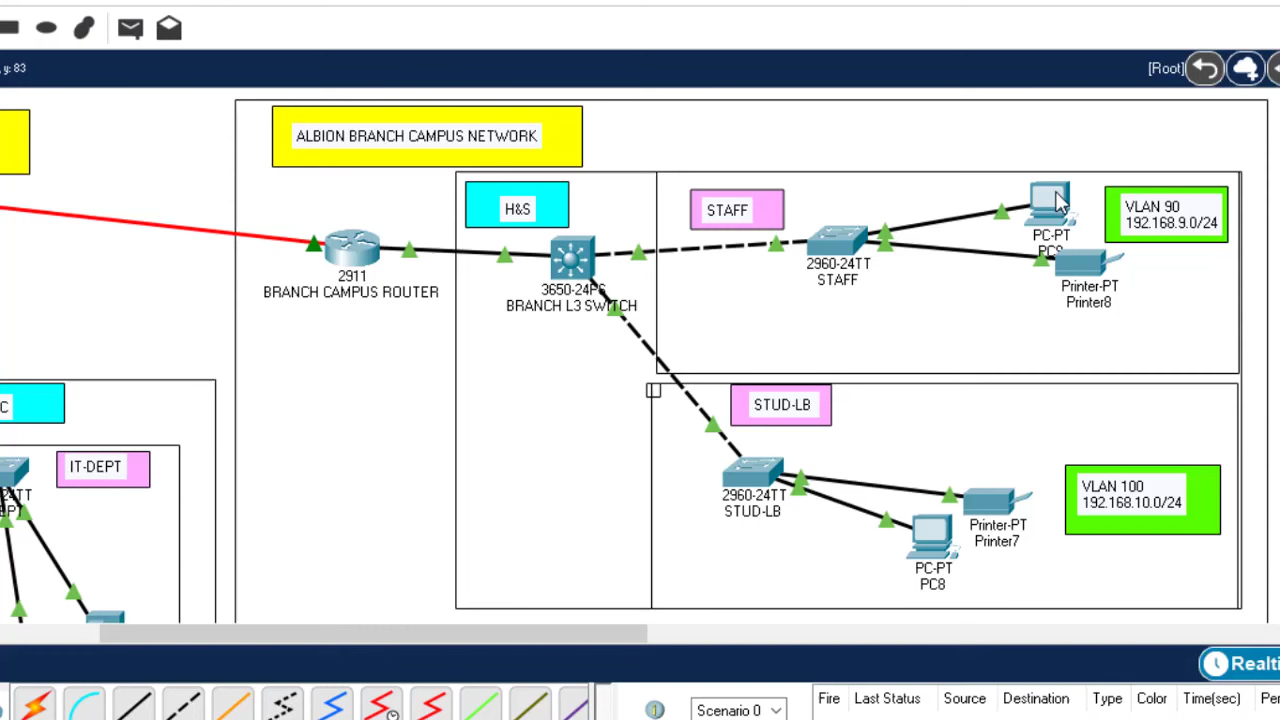 , y: 83
[Root]
ALBION BRANCH CAMPUS NETWORK
H&S
STAFF
VLAN 90
192.168.9.0/24
PC-PT
2911
BRANCH CAMPUS ROUTER
3650-24PS
BRANCH L3 SWITCH
2960-24TT
STAFF
Printer-PT
Printer8
C
STUD-LB
IT-DEPT
VLAN 100
192.168.10.0/24
2960-24TT
STUD-LB
Printer-PT
Printer7
PC-PT
PC8
Realti
Scenario 0
Fire
Last Status
Source
Destination
Type
Color
Time(sec)
Pe